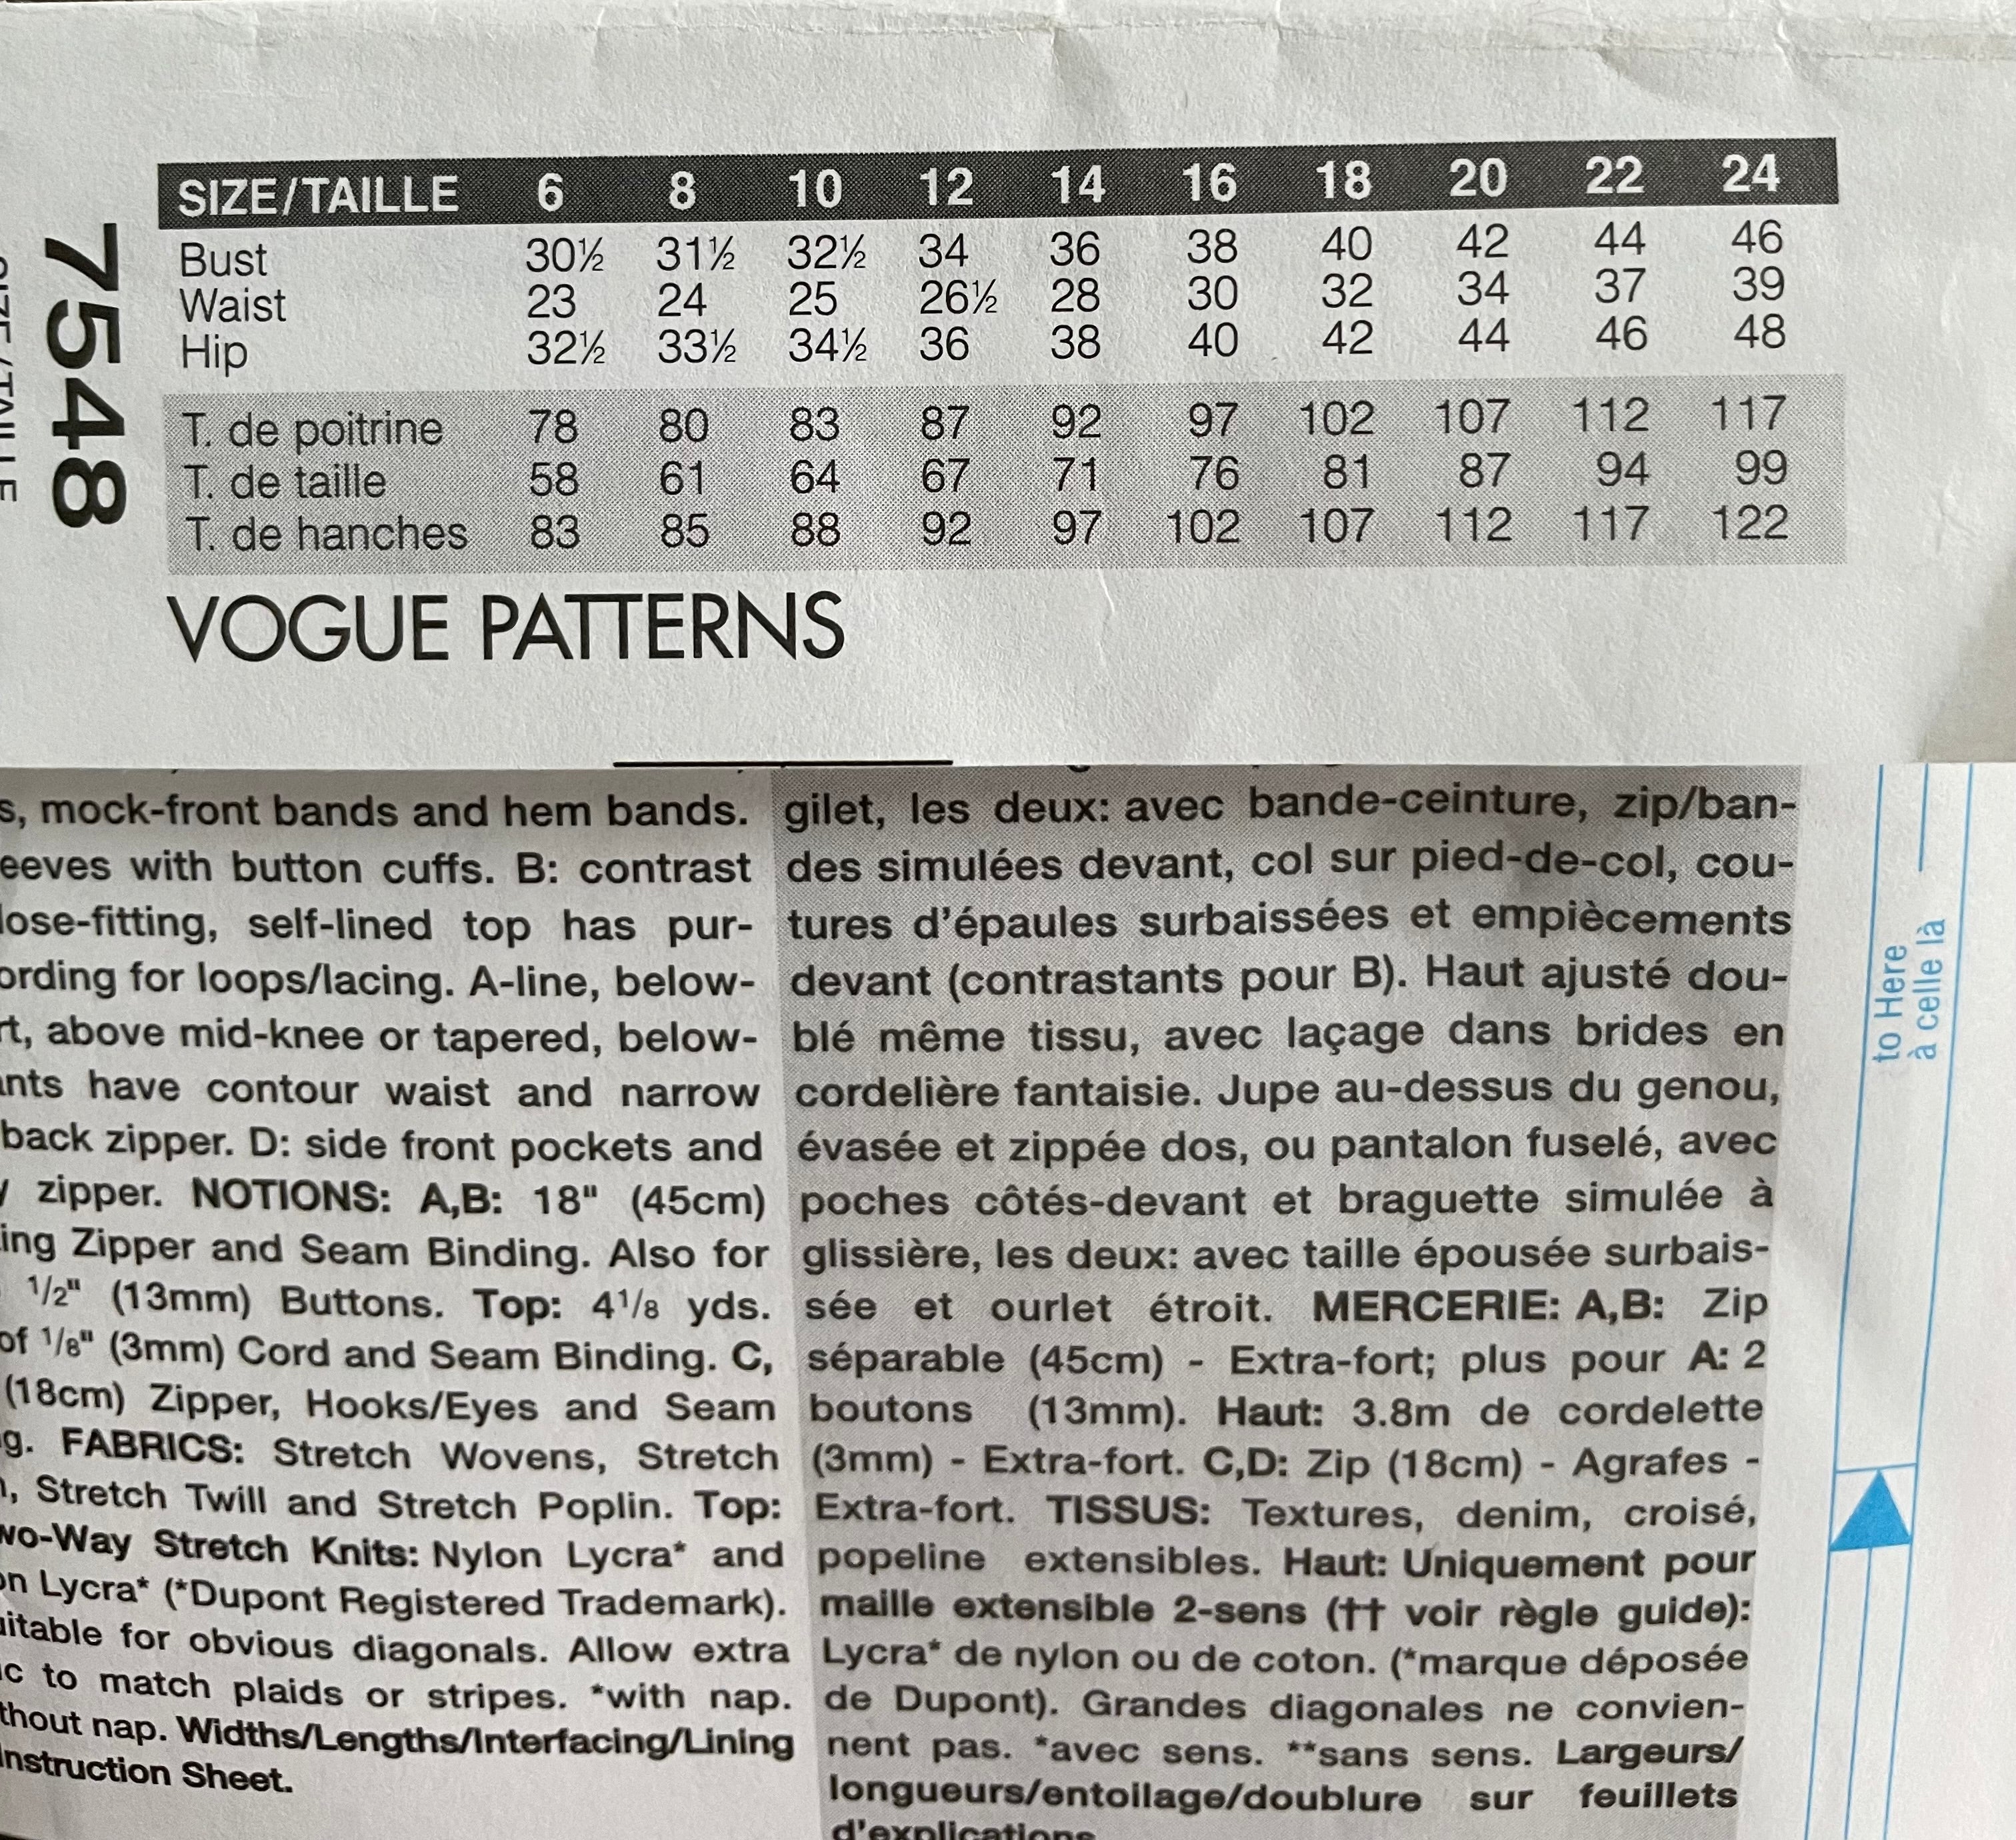 7548
SIZE/TAILLE
SIZE/TAILLE 6 8 10 12 14 16 18 20 22 24
Bust 30½ 31½ 32½ 34 36 38 40 42 44 46
Waist 23 24 25 26½ 28 30 32 34 37 39
Hip 32½ 33½ 34½ 36 38 40 42 44 46 48
T. de poitrine 78 80 83 87 92 97 102 107 112 117
T. de taille 58 61 64 67 71 76 81 87 94 99
T. de hanches 83 85 88 92 97 102 107 112 117 122
VOGUE PATTERNS
mock-front bands and hem bands.
with button cuffs. B: contrast
self-lined top has pur-
for loops/lacing. A-line, below-
above mid-knee or tapered, below-
have contour waist and narrow
back zipper. D: side front pockets and
zipper. NOTIONS: A,B: 18" (45cm)
Zipper and Seam Binding. Also for
1/2" (13mm) Buttons. Top: 4 1/8 yds.
of 1/8" (3mm) Cord and Seam Binding. C,
(18cm) Zipper, Hooks/Eyes and Seam
FABRICS: Stretch Wovens, Stretch
Stretch Twill and Stretch Poplin. Top:
Stretch Knits: Nylon Lycra* and
Lycra* (*Dupont Registered Trademark).
for obvious diagonals. Allow extra
to match plaids or stripes. *with nap.
nap. Widths/Lengths/Interfacing/Lining
Instruction Sheet.
gilet, les deux: avec bande-ceinture, zip/ban-
des simulées devant, col sur pied-de-col, cou-
tures d'épaules surbaissées et empiècements
devant (contrastants pour B). Haut ajusté dou-
blé même tissu, avec laçage dans brides en
cordelière fantaisie. Jupe au-dessus du genou,
évasée et zippée dos, ou pantalon fuselé, avec
poches côtés-devant et braguette simulée à
glissière, les deux: avec taille épousée surbais-
sée et ourlet étroit. MERCERIE: A,B: Zip
séparable (45cm) - Extra-fort; plus pour A: 2
boutons (13mm). Haut: 3.8m de cordelette
(3mm) - Extra-fort. C,D: Zip (18cm) - Agrafes -
Extra-fort. TISSUS: Textures, denim, croisé,
popeline extensibles. Haut: Uniquement pour
maille extensible 2-sens (†† voir règle guide):
Lycra* de nylon ou de coton. (*marque déposée
de Dupont). Grandes diagonales ne convien-
nent pas. *avec sens. **sans sens. Largeurs/
longueurs/entoilage/doublure sur feuillets
d'explications
to Here
à celle là